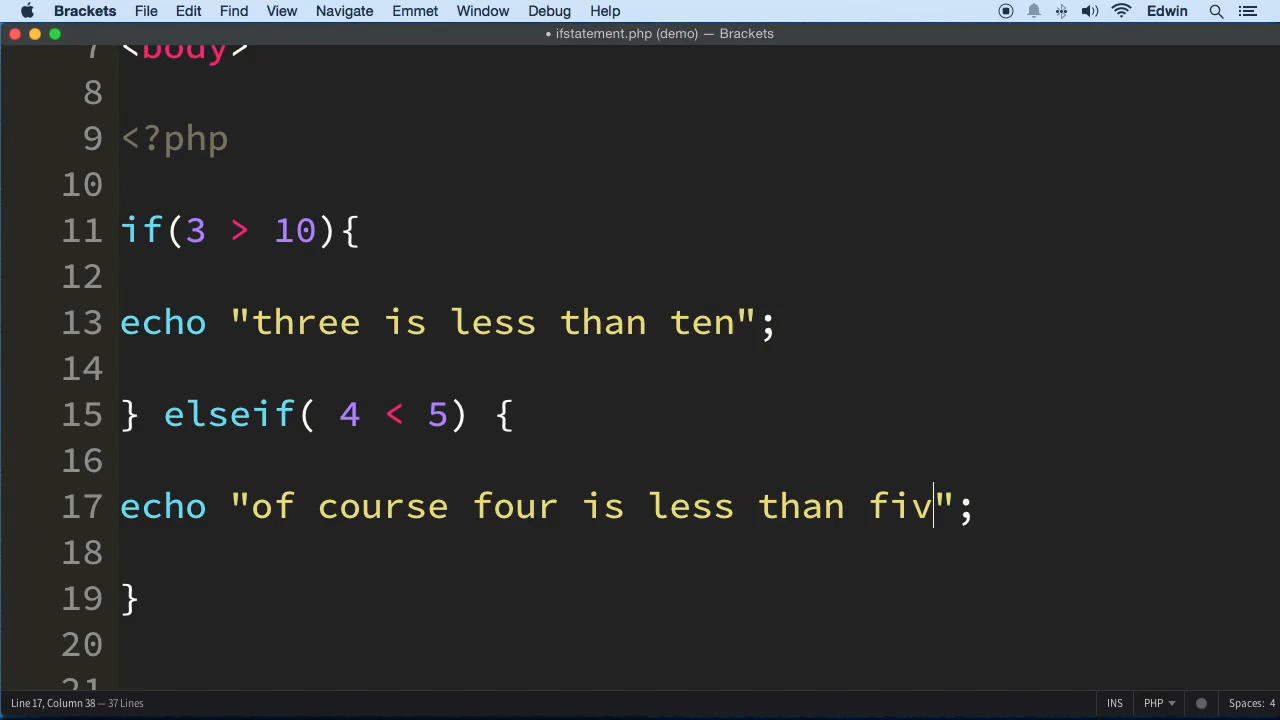 Brackets File Edit Find View Navigate Emmet Window Debug Help Edwin
• ifstatement.php (demo) — Brackets
7 <body>
8
9 <?php
10
11 if(3 > 10){
12
13 echo "three is less than ten";
14
15 } elseif( 4 < 5) {
16
17 echo "of course four is less than fiv";
18
19 }
20
21
Line 17, Column 38 — 37 Lines INS PHP Spaces: 4